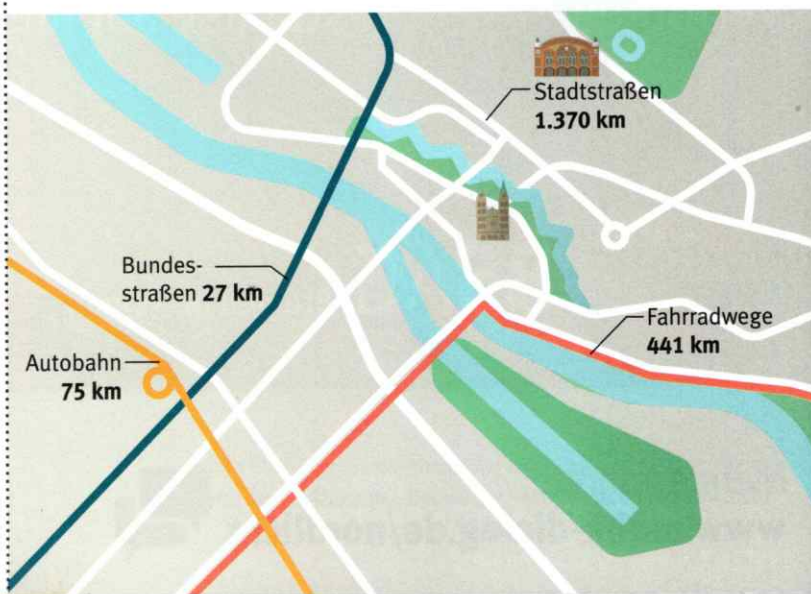 Stadtstraßen
1.370 km
Bundes-
straßen 27 km
Fahrradwege
441 km
Autobahn
75 km